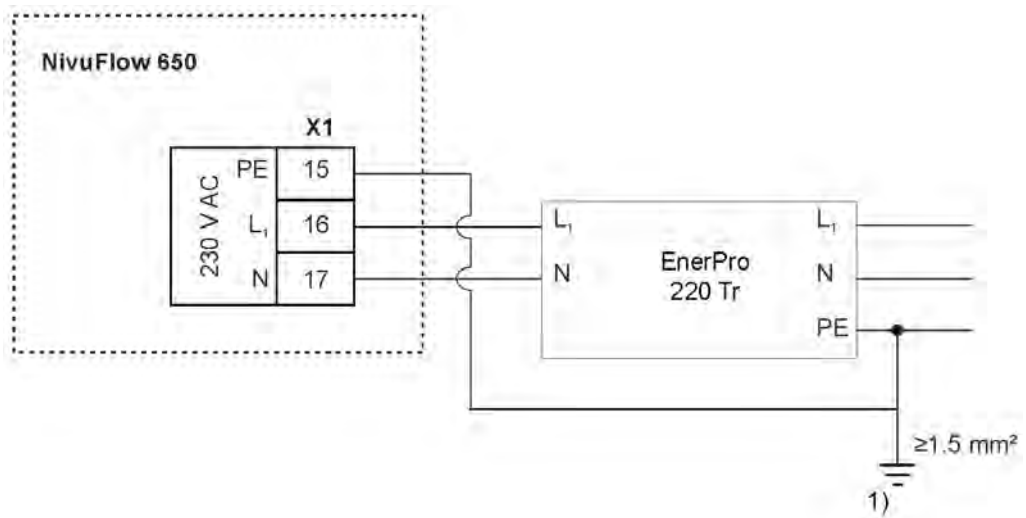 NivuFlow 650
X1
230 V AC
PE 15
L₁ 16
N 17
L₁
N
EnerPro
220 Tr
L₁
N
PE
≥1.5 mm²
1)